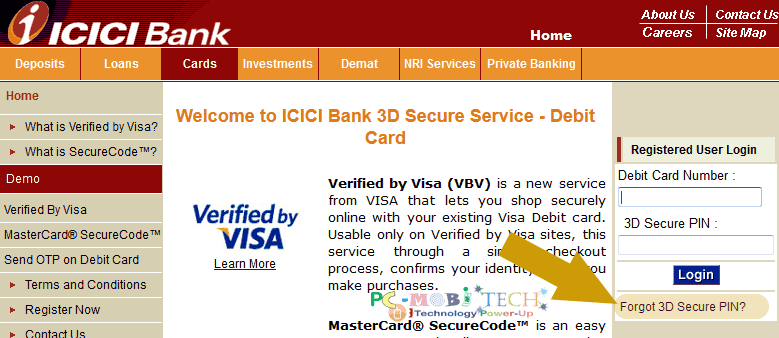 ICICI Bank
Home
About Us
Contact Us
Careers
Site Map
Deposits
Loans
Cards
Investments
Demat
NRI Services
Private Banking
Home
What is Verified by Visa?
What is SecureCode™?
Demo
Verified By Visa
MasterCard® SecureCode™
Send OTP on Debit Card
Terms and Conditions
Register Now
Contact Us
Welcome to ICICI Bank 3D Secure Service - Debit
Card
Verified by
VISA
Learn More
Verified by Visa (VBV) is a new service
from VISA that lets you shop securely
online with your existing Visa Debit card.
Usable only on Verified by Visa sites, this
service through a checkout
process, confirms your you
make purchases.
PC-MOBI TECH
Technology Power-Up
MasterCard® SecureCode™ is an easy
Registered User Login
Debit Card Number :
3D Secure PIN :
Login
Forgot 3D Secure PIN?